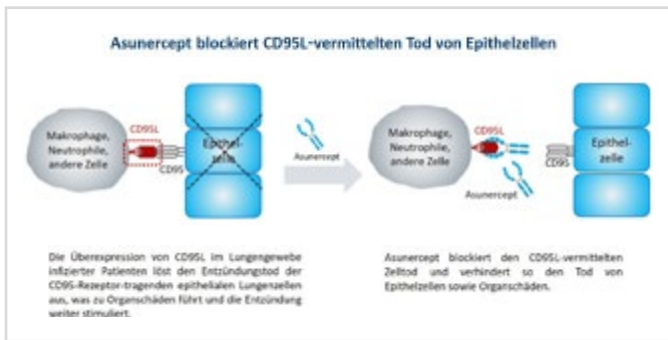 Asunercept blockiert CD95L-vermittelten Tod von Epithelzellen
Makrophage,
Neutrophile,
andere Zelle
CD95L
CD95
Epithel-
zelle
Asunercept
Makrophage,
Neutrophile,
andere Zelle
CD95L
Asunercept
CD95
Epithel-
zelle
Die Überexpression von CD95L im Lungengewebe
infizierter Patienten löst den Entzündungstod der
CD95-Rezeptor-tragenden epithelialen Lungenzellen
aus, was zu Organschäden führt und die Entzündung
weiter stimuliert.
Asunercept blockiert den CD95L-vermittelten
Zelltod und verhindert so den Tod von
Epithelzellen sowie Organschäden.